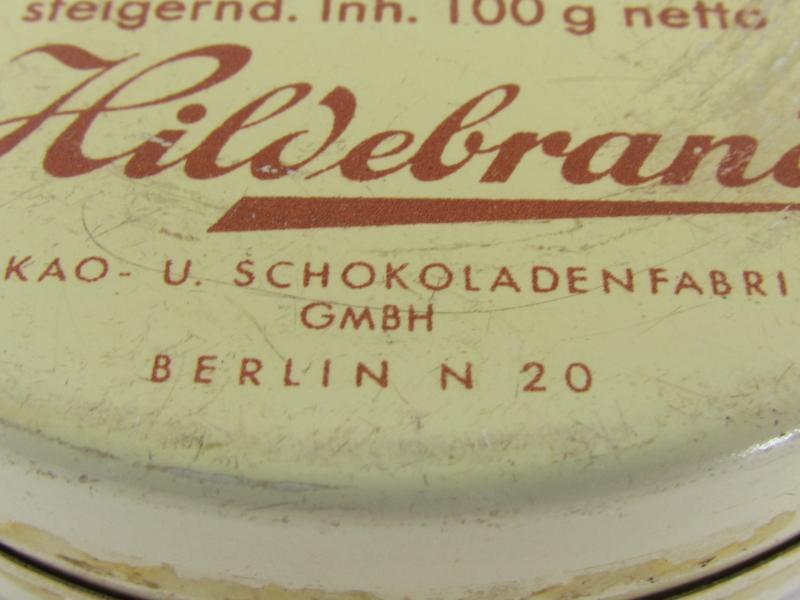 steigernd. Inh. 100 g netto
Hildebrand
KAO- U. SCHOKOLADENFABRI
GMBH
BERLIN N 20